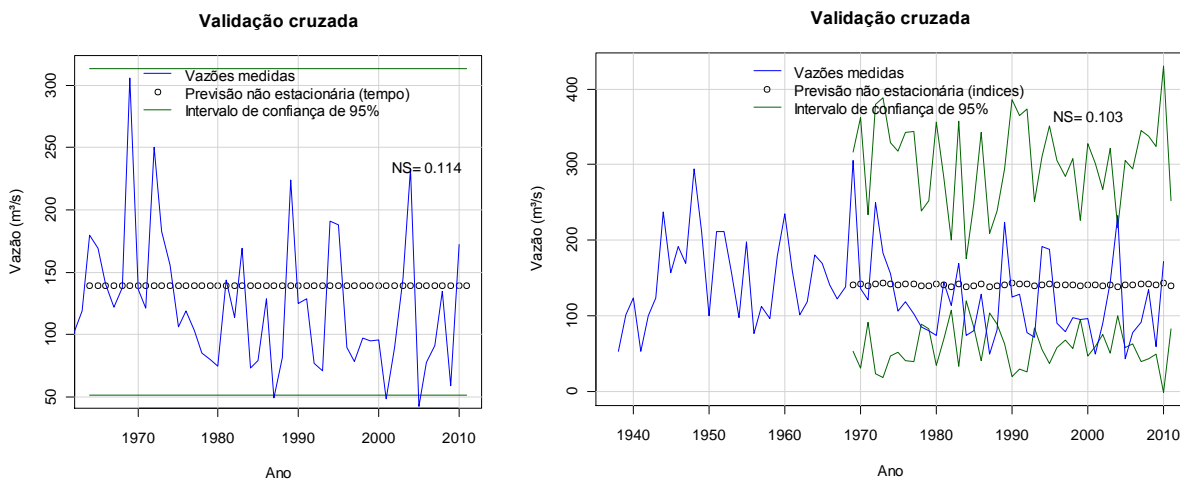 Validação cruzada
Vazões medidas
Previsão não estacionária (tempo)
Intervalo de confiança de 95%
NS= 0.114
Vazão (m³/s)
300
250
200
150
100
50
1970
1980
1990
2000
2010
Ano
Validação cruzada
Vazões medidas
Previsão não estacionária (indices)
Intervalo de confiança de 95%
NS= 0.103
Vazão (m³/s)
400
300
200
100
0
1940
1950
1960
1970
1980
1990
2000
2010
Ano